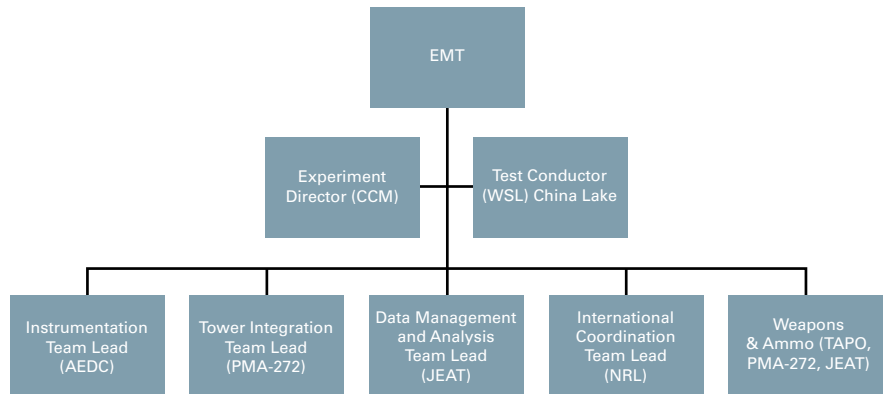 EMT
Experiment
Director (CCM)
Test Conductor
(WSL) China Lake
Instrumentation
Team Lead
(AEDC)
Tower Integration
Team Lead
(PMA-272)
Data Management
and Analysis
Team Lead
(JEAT)
International
Coordination
Team Lead
(NRL)
Weapons
& Ammo (TAPO,
PMA-272, JEAT)